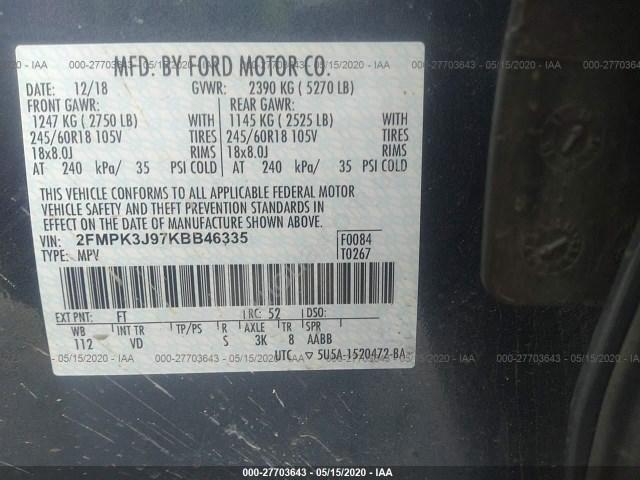 MFD. BY FORD MOTOR CO.
000-27703643 - 05/15/2020 - IAA
- 05/15/2020 - IAA
000-27703643 - 05/15/2020 - IAA
DATE: 12/18 GVWR: 2390 KG ( 5270 LB)
FRONT GAWR: REAR GAWR:
1247 KG ( 2750 LB) WITH 1145 KG ( 2525 LB) WITH
245/60R18 105V TIRES 245/60R18 105V TIRES
18x8.0J RIMS 18x8.0J RIMS
AT 240 kPa/ 35 PSI COLD AT 240 kPa/ 35 PSI COLD
THIS VEHICLE CONFORMS TO ALL APPLICABLE FEDERAL MOTOR
VEHICLE SAFETY AND THEFT PREVENTION STANDARDS IN
EFFECT ON THE DATE OF MANUFACTURE SHOWN ABOVE.
VIN: 2FMPK3J97KBB46335 F0084
TYPE: MPV T0267
EXT PNT: FT RC: 52 DSO:
WB INT TR TP/PS R AXLE TR SPR
112 VD S 3K 8 AABB
UTC ▽ 5U5A-1520472-BA
- 05/15/2020 - IAA
000-27703643 - 05/15/2020 - IAA
000-27703643 - 05/15/2020 - IAA
000-27703643 - 05/15/2020 - IAA